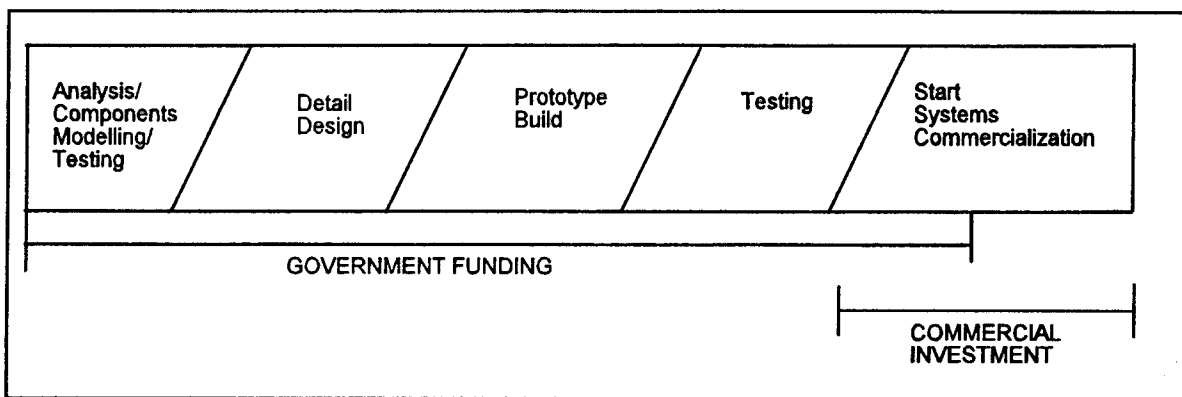 Analysis/
Components
Modelling/
Testing
Detail
Design
Prototype
Build
Testing
Start
Systems
Commercialization
GOVERNMENT FUNDING
COMMERCIAL
INVESTMENT